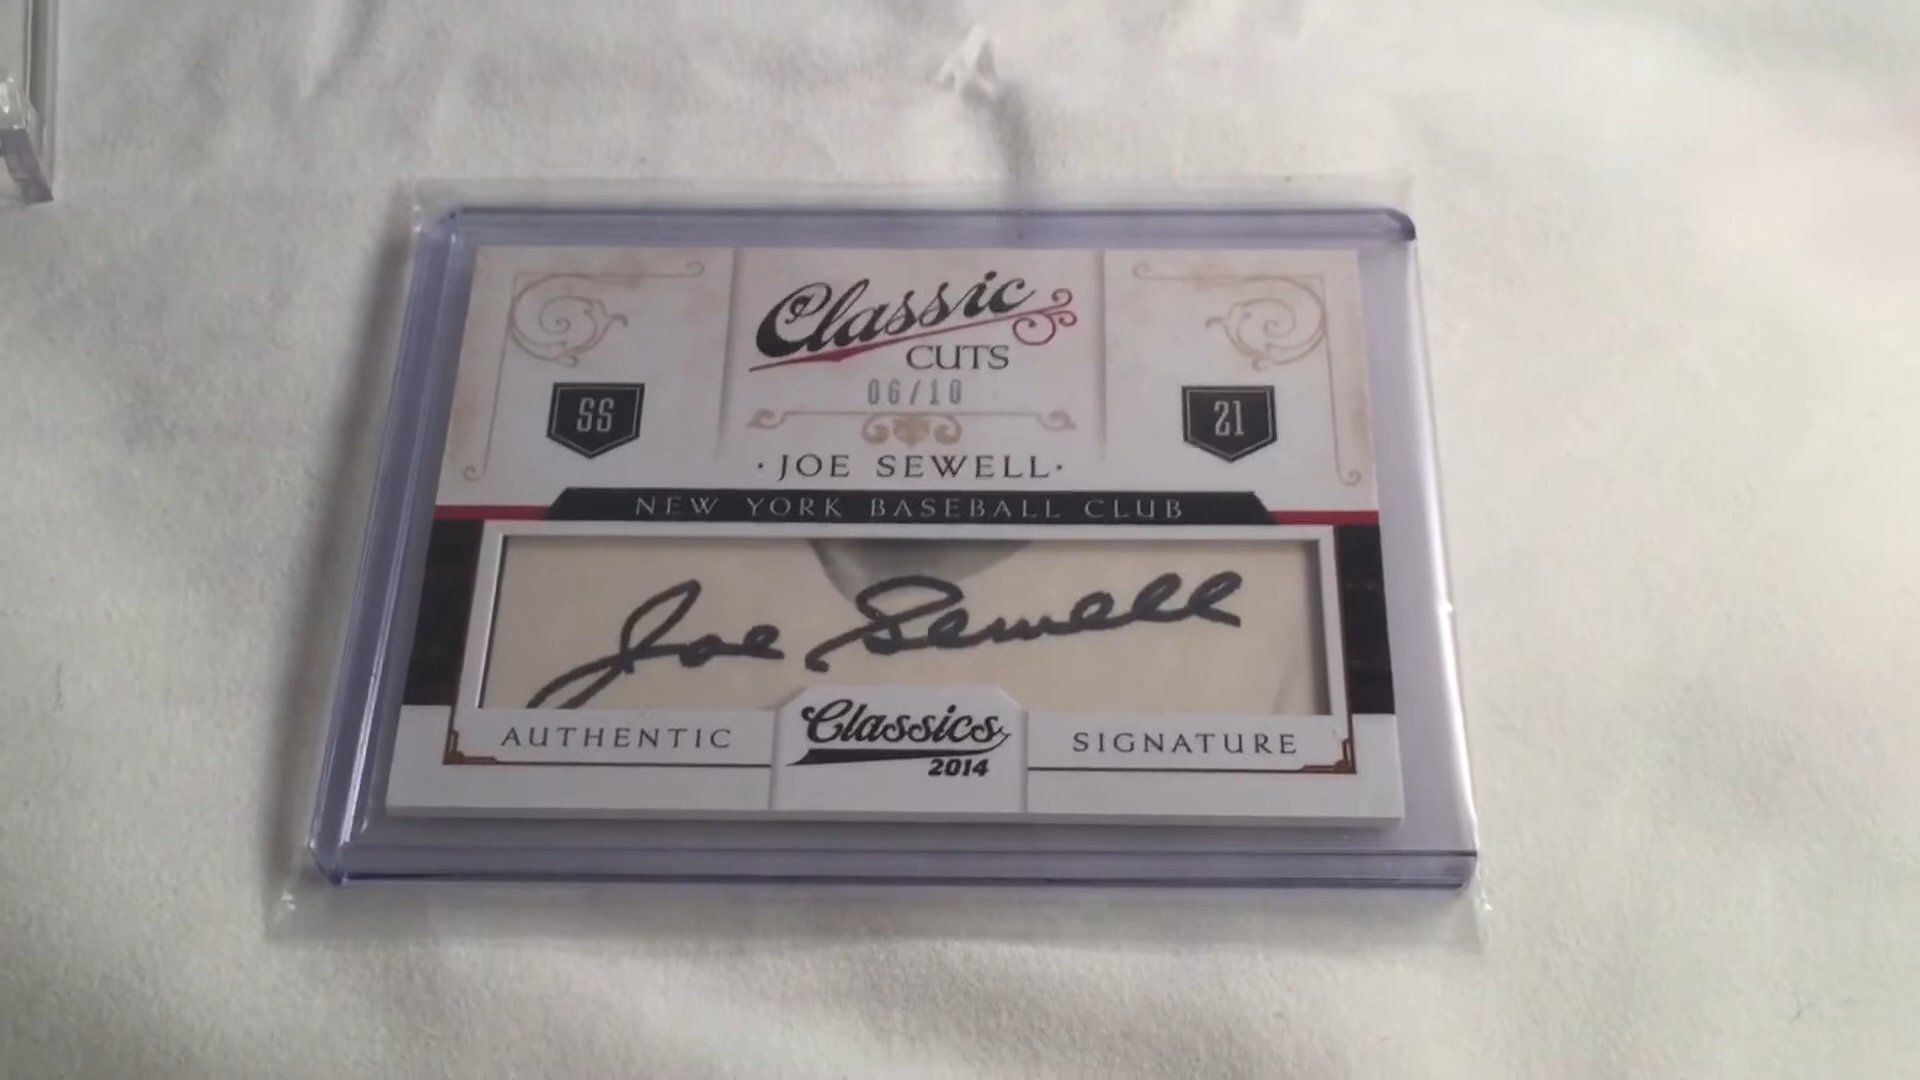 Classic
CUTS
06/10
SS
21
·JOE SEWELL·
NEW YORK BASEBALL CLUB
Joe Sewell
AUTHENTIC
Classics
2014
SIGNATURE